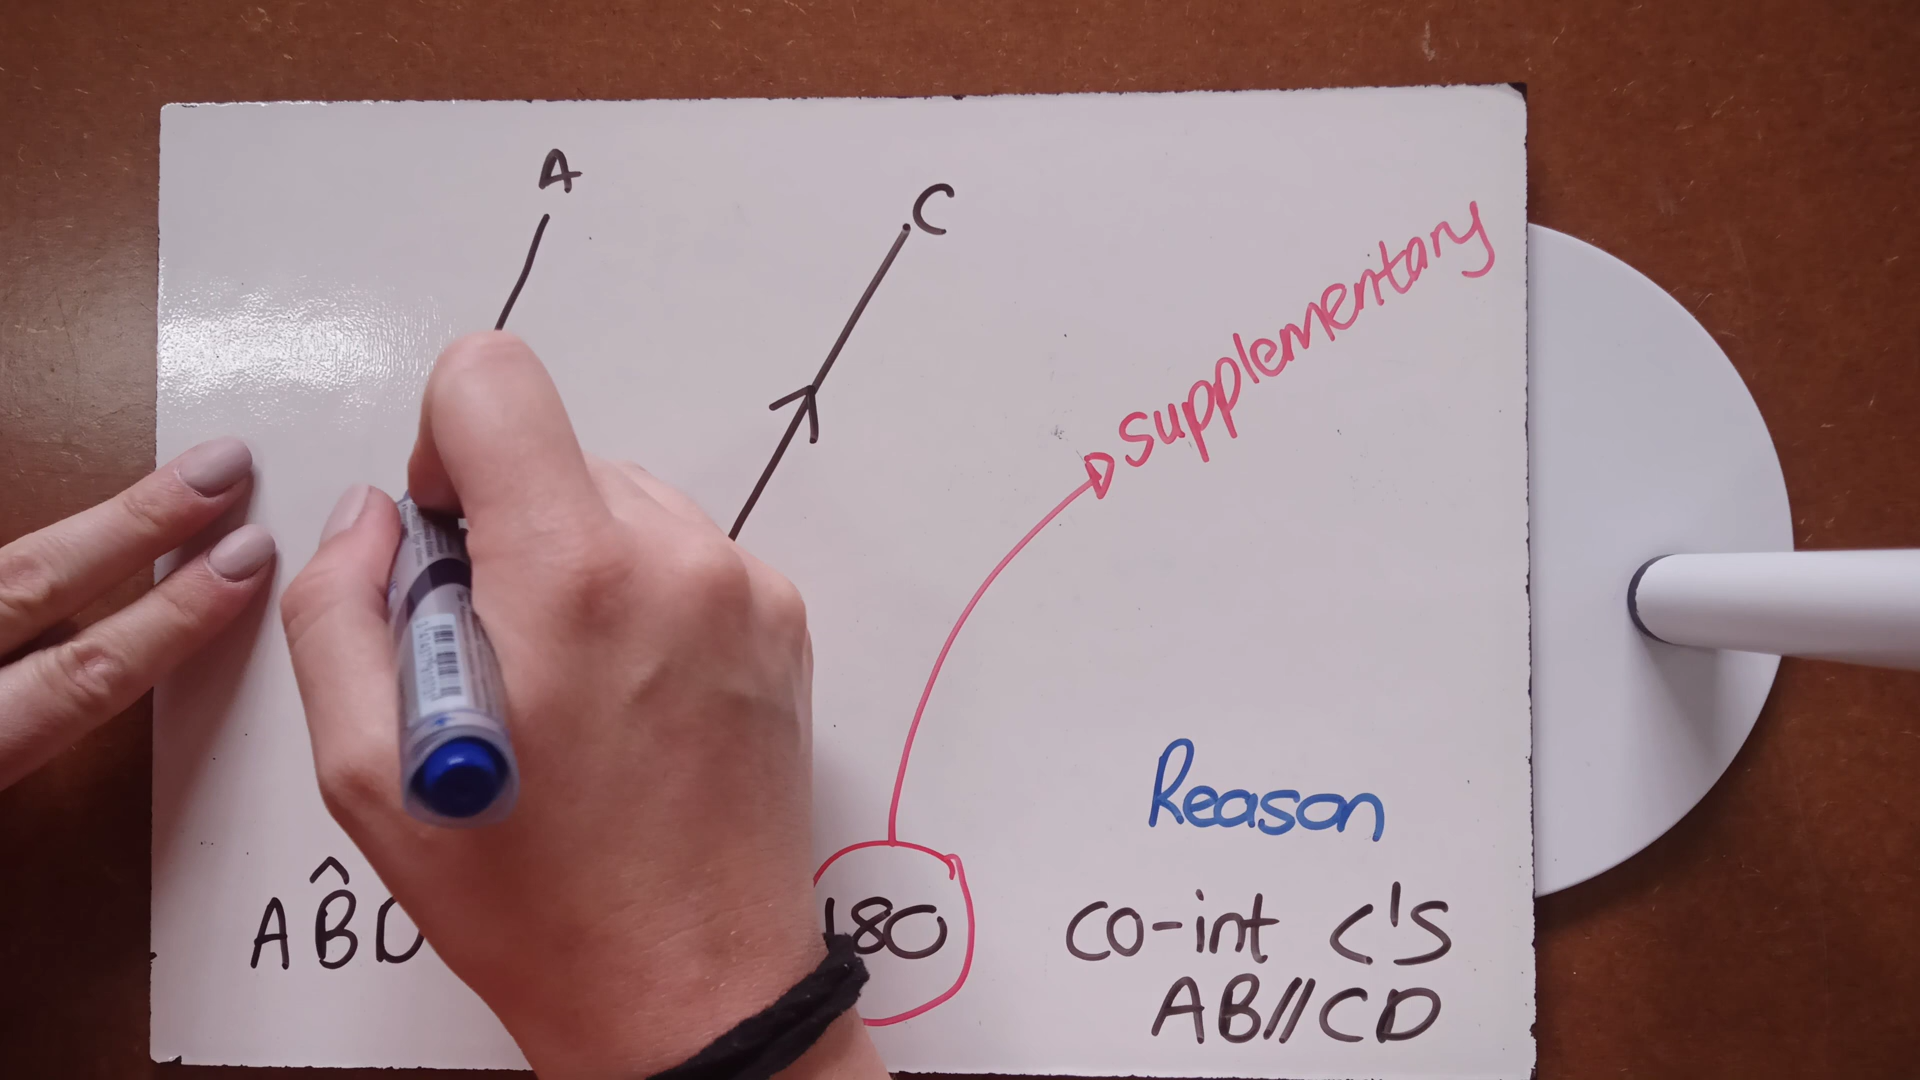 A
C
supplementary
Reason
AB̂D 180 co-int <'s
AB//CD